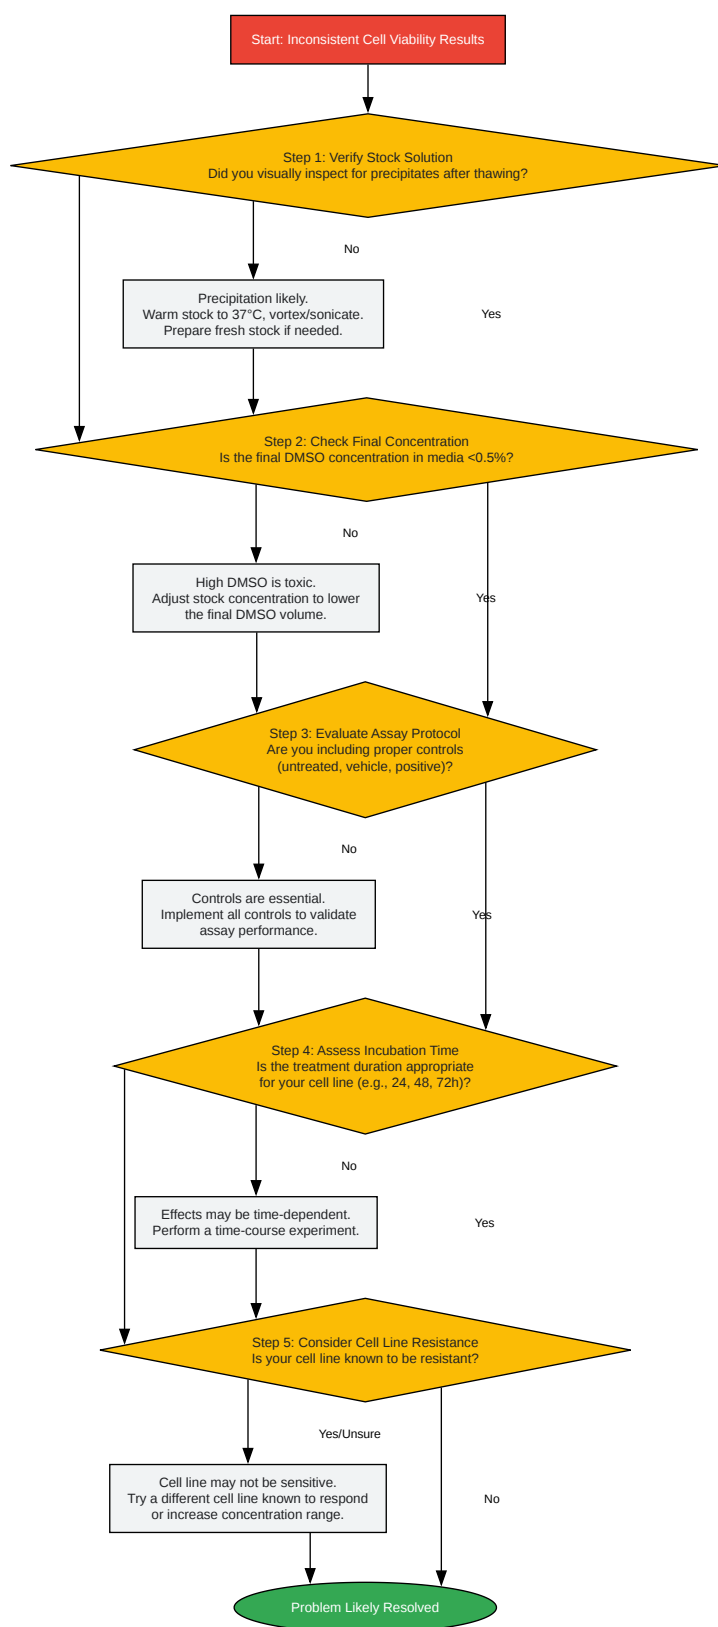 Start: Inconsistent Cell Viability Results
Step 1: Verify Stock Solution
Did you visually inspect for precipitates after thawing?
No
Precipitation likely.
Warm stock to 37°C, vortex/sonicate.
Prepare fresh stock if needed.
Yes
Step 2: Check Final Concentration
Is the final DMSO concentration in media <0.5%?
No
High DMSO is toxic.
Adjust stock concentration to lower
the final DMSO volume.
Yes
Step 3: Evaluate Assay Protocol
Are you including proper controls
(untreated, vehicle, positive)?
No
Controls are essential.
Implement all controls to validate
assay performance.
Yes
Step 4: Assess Incubation Time
Is the treatment duration appropriate
for your cell line (e.g., 24, 48, 72h)?
No
Effects may be time-dependent.
Perform a time-course experiment.
Yes
Step 5: Consider Cell Line Resistance
Is your cell line known to be resistant?
Yes/Unsure
Cell line may not be sensitive.
Try a different cell line known to respond
or increase concentration range.
No
Problem Likely Resolved